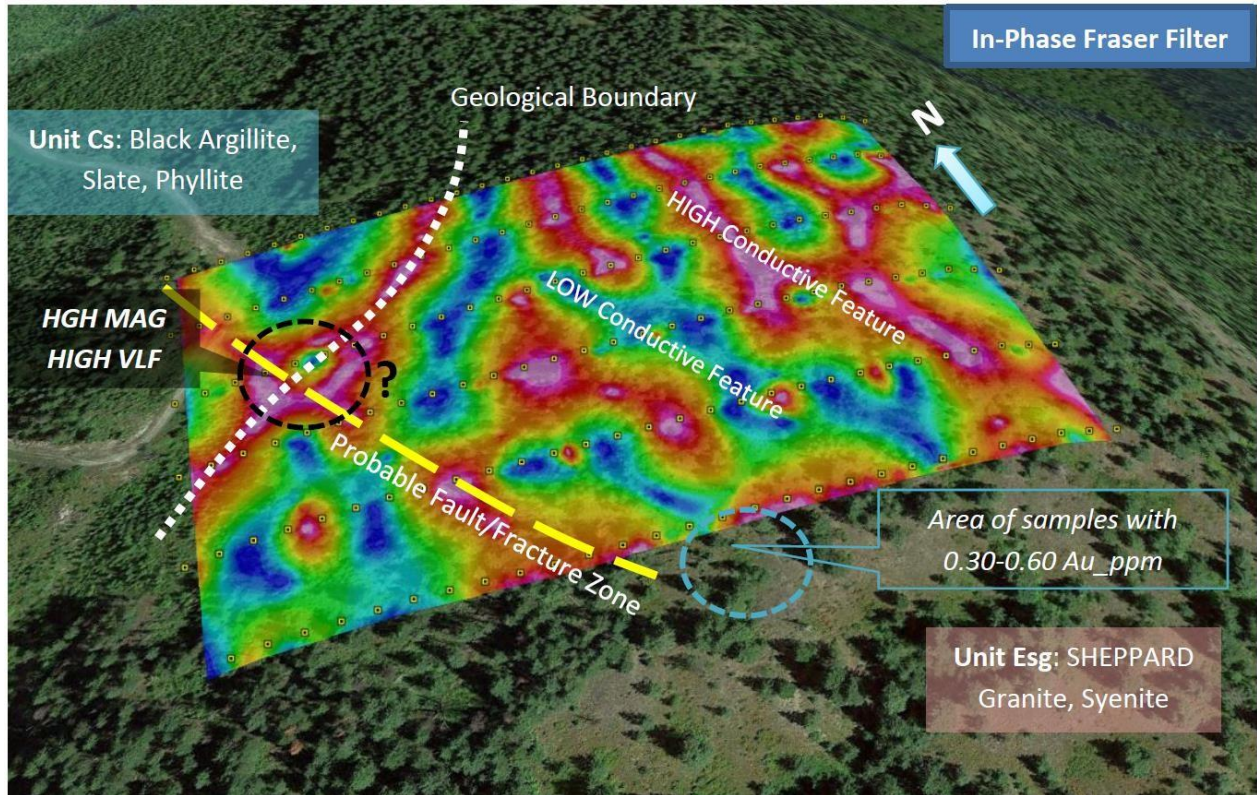 In-Phase Fraser Filter
Geological Boundary
N
Unit Cs: Black Argillite,
Slate, Phyllite
HIGH Conductive Feature
LOW Conductive Feature
HGH MAG
HIGH VLF
?
Probable Fault/Fracture Zone
Area of samples with
0.30-0.60 Au_ppm
Unit Esg: SHEPPARD
Granite, Syenite